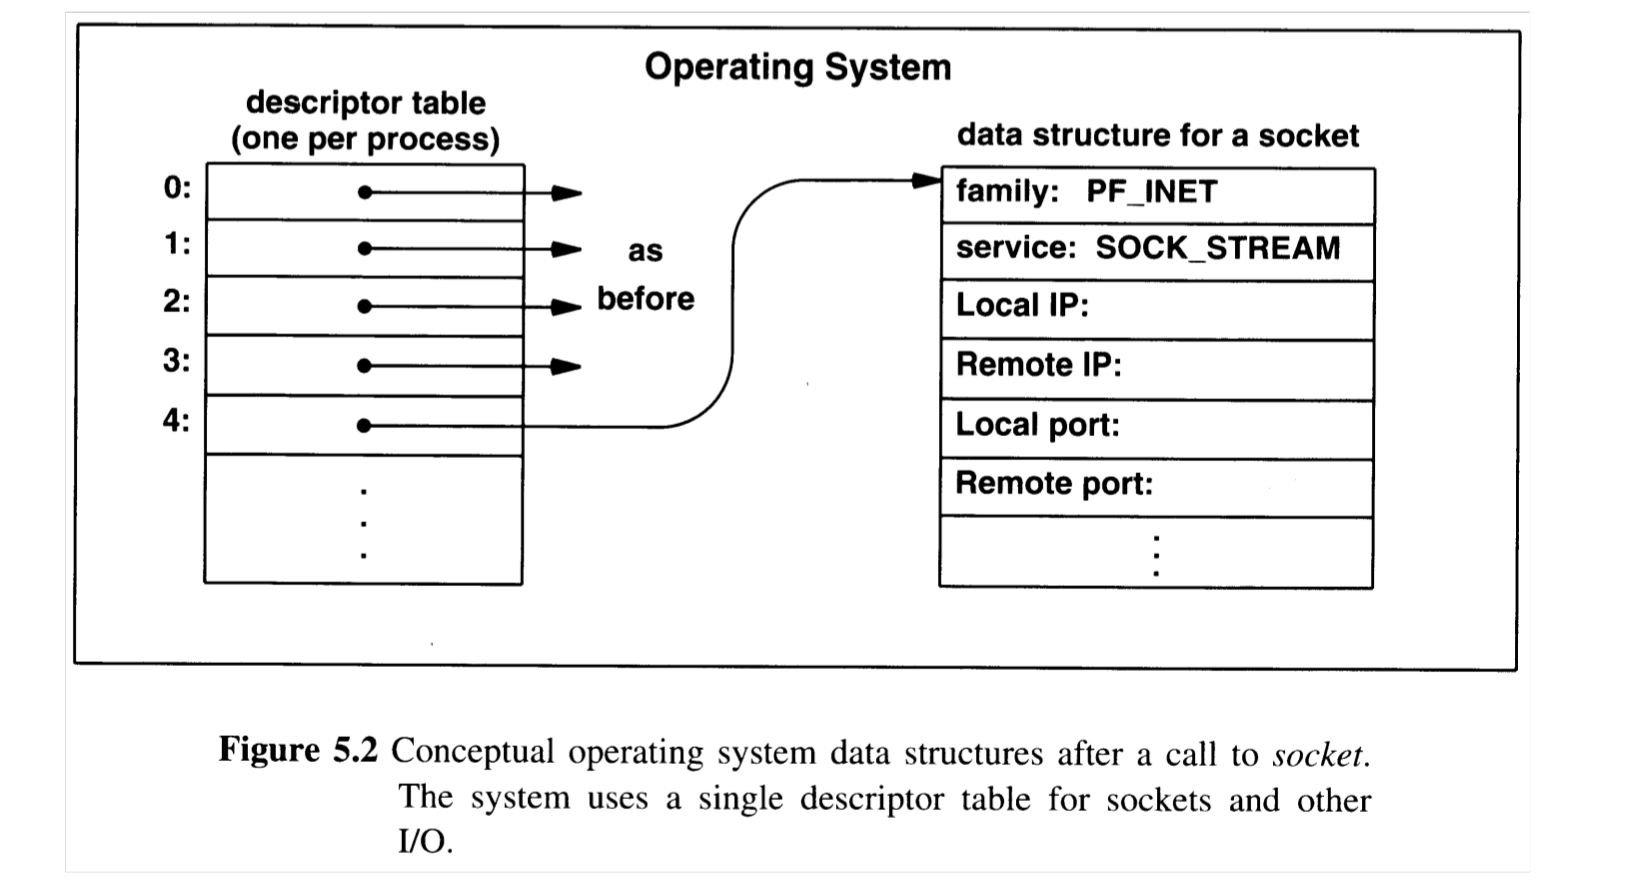 Operating System
descriptor table
(one per process)
0:
1:
2:
3:
4:
as
before
data structure for a socket
family: PF_INET
service: SOCK_STREAM
Local IP:
Remote IP:
Local port:
Remote port:
Figure 5.2 Conceptual operating system data structures after a call to socket.
The system uses a single descriptor table for sockets and other
I/O.